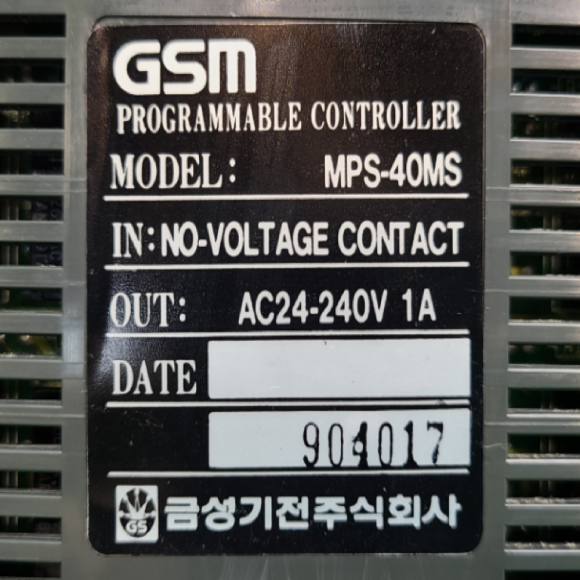 GSM
PROGRAMMABLE CONTROLLER
MODEL: MPS-40MS
IN: NO-VOLTAGE CONTACT
OUT: AC24-240V 1A
DATE
904017
GS 금성기전주식회사